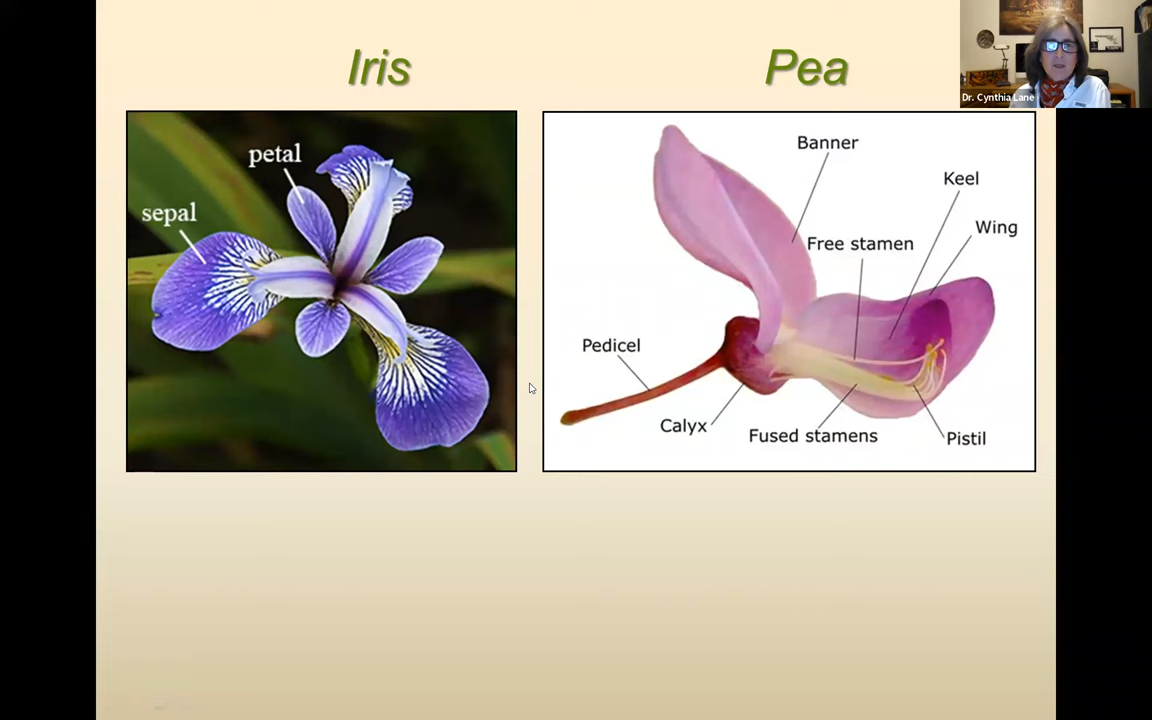 Iris
Pea
Dr. Cynthia Lane
petal
sepal
Banner
Keel
Wing
Free stamen
Pedicel
Calyx
Fused stamens
Pistil